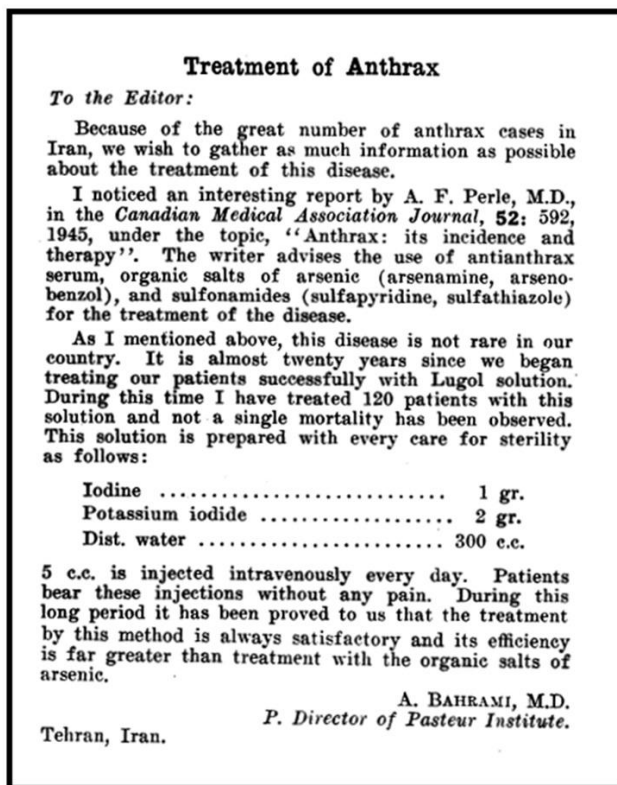 Treatment of Anthrax
To the Editor:
Because of the great number of anthrax cases in
Iran, we wish to gather as much information as possible
about the treatment of this disease.
I noticed an interesting report by A. F. Perle, M.D.,
in the Canadian Medical Association Journal, 52: 592,
1945, under the topic, ‘‘Anthrax: its incidence and
therapy’’. The writer advises the use of antianthrax
serum, organic salts of arsenic (arsenamine, arseno-
benzol), and sulfonamides (sulfapyridine, sulfathiazole)
for the treatment of the disease.
As I mentioned above, this disease is not rare in our
country. It is almost twenty years since we began
treating our patients successfully with Lugol solution.
During this time I have treated 120 patients with this
solution and not a single mortality has been observed.
This solution is prepared with every care for sterility
as follows:
Iodine ............................. 1 gr.
Potassium iodide ................... 2 gr.
Dist. water ........................ 300 c.c.
5 c.c. is injected intravenously every day. Patients
bear these injections without any pain. During this
long period it has been proved to us that the treatment
by this method is always satisfactory and its efficiency
is far greater than treatment with the organic salts of
arsenic.
A. BAHRAMI, M.D.
P. Director of Pasteur Institute.
Tehran, Iran.